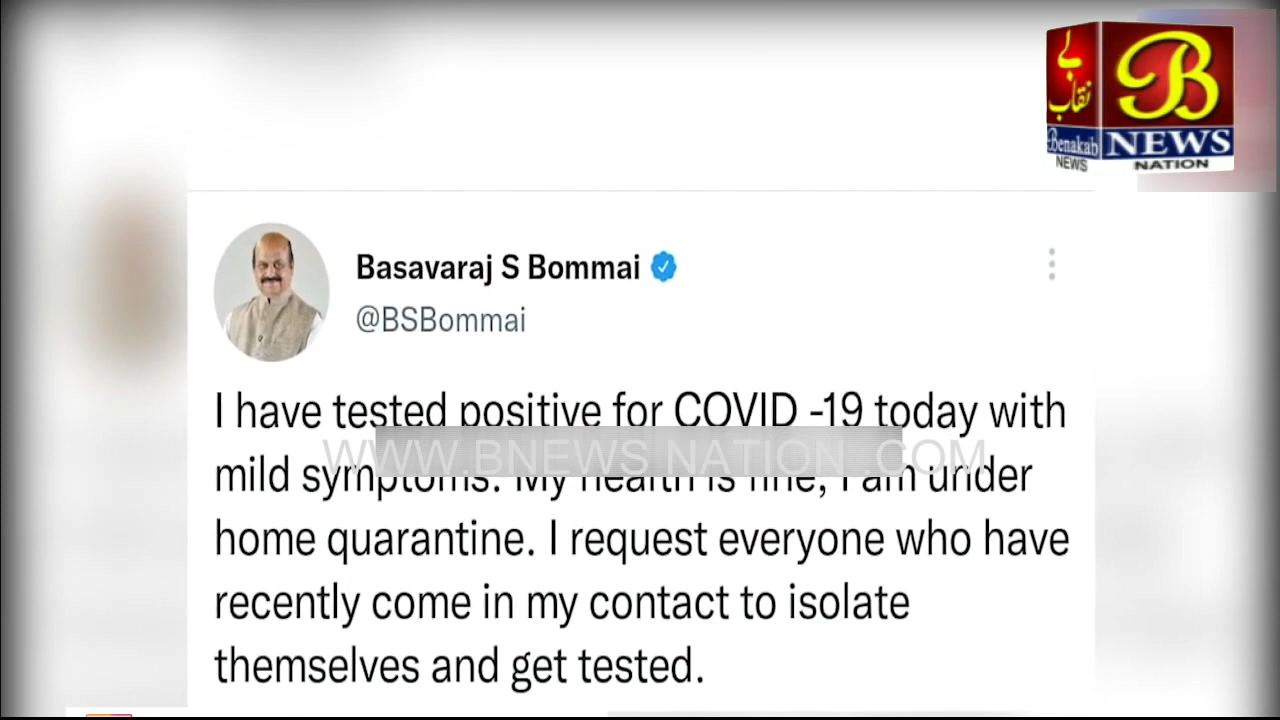 بے
نقاب
Benakab
NEWS
B
NEWS
NATION
Basavaraj S Bommai
@BSBommai
I have tested positive for COVID -19 today with
WWW.BNEWS NATION .COM
mild symptoms. My health is fine, I am under
home quarantine. I request everyone who have
recently come in my contact to isolate
themselves and get tested.